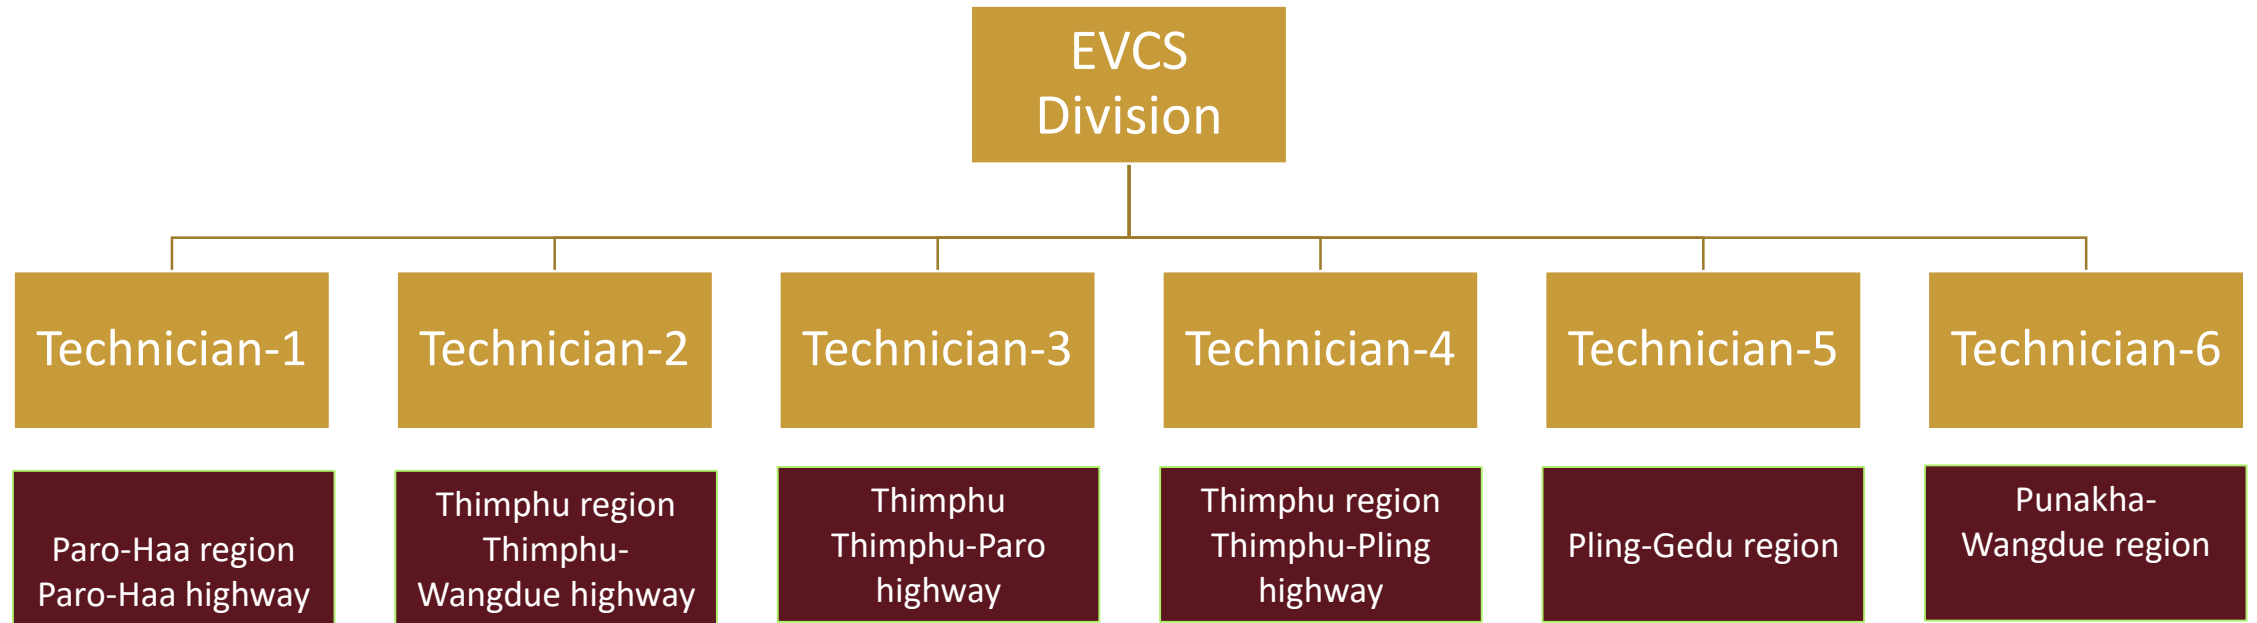 EVCS
Division
Technician-1
Technician-2
Technician-3
Technician-4
Technician-5
Technician-6
Paro-Haa region
Paro-Haa highway
Thimphu region
Thimphu-
Wangdue highway
Thimphu
Thimphu-Paro
highway
Thimphu region
Thimphu-Pling
highway
Pling-Gedu region
Punakha-
Wangdue region